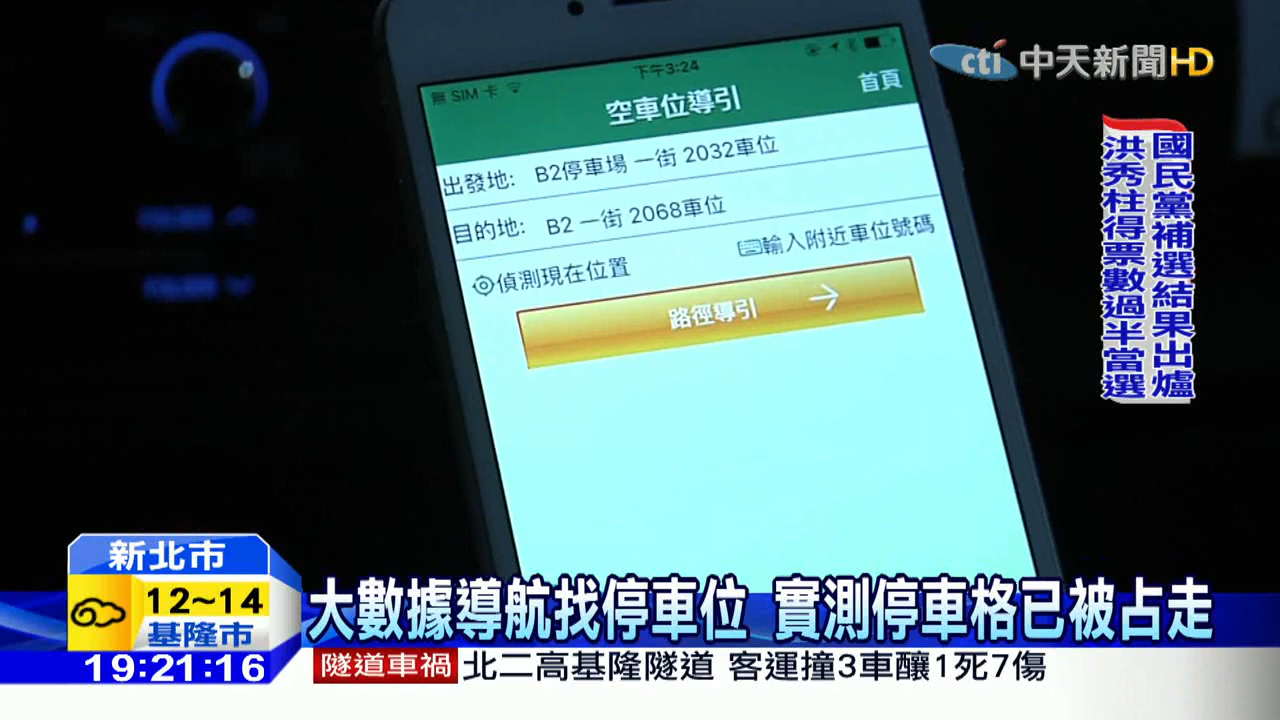 cti 中天新聞HD
無 SIM 卡
下午3:24
空車位導引
首頁
出發地: B2停車場 一街 2032車位
目的地: B2 一街 2068車位
偵測現在位置
輸入附近車位號碼
路徑導引
國民黨補選結果出爐
洪秀柱得票數過半當選
新北市
12~14
基隆市
19:21:16
大數據導航找停車位 實測停車格已被占走
隧道車禍 北二高基隆隧道 客運撞3車釀1死7傷